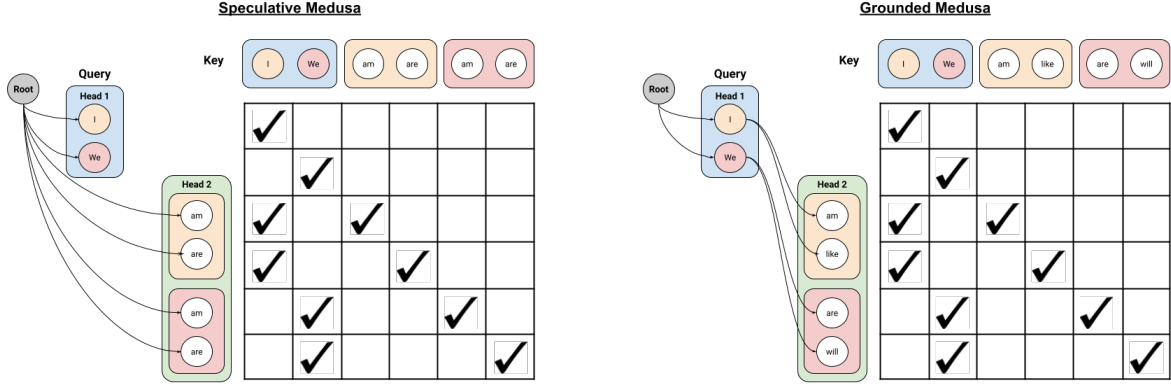 Speculative Medusa
Key
I We am are am are
Query
Root
Head 1
I
We
Head 2
am
are
am
are
Grounded Medusa
Key
I We am like are will
Query
Root
Head 1
I
We
Head 2
am
like
are
will